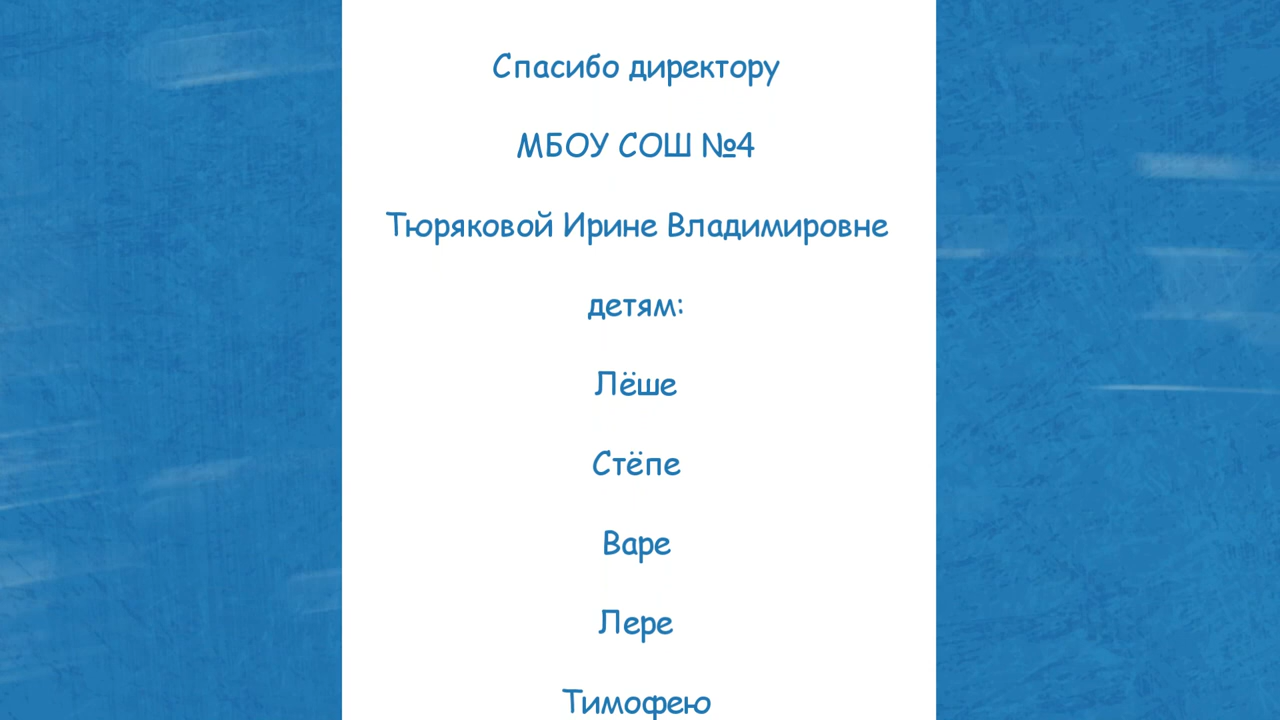 Спасибо директору
МБОУ СОШ №4
Тюряковой Ирине Владимировне
детям:
Лёше
Стёпе
Варе
Лере
Тимофею